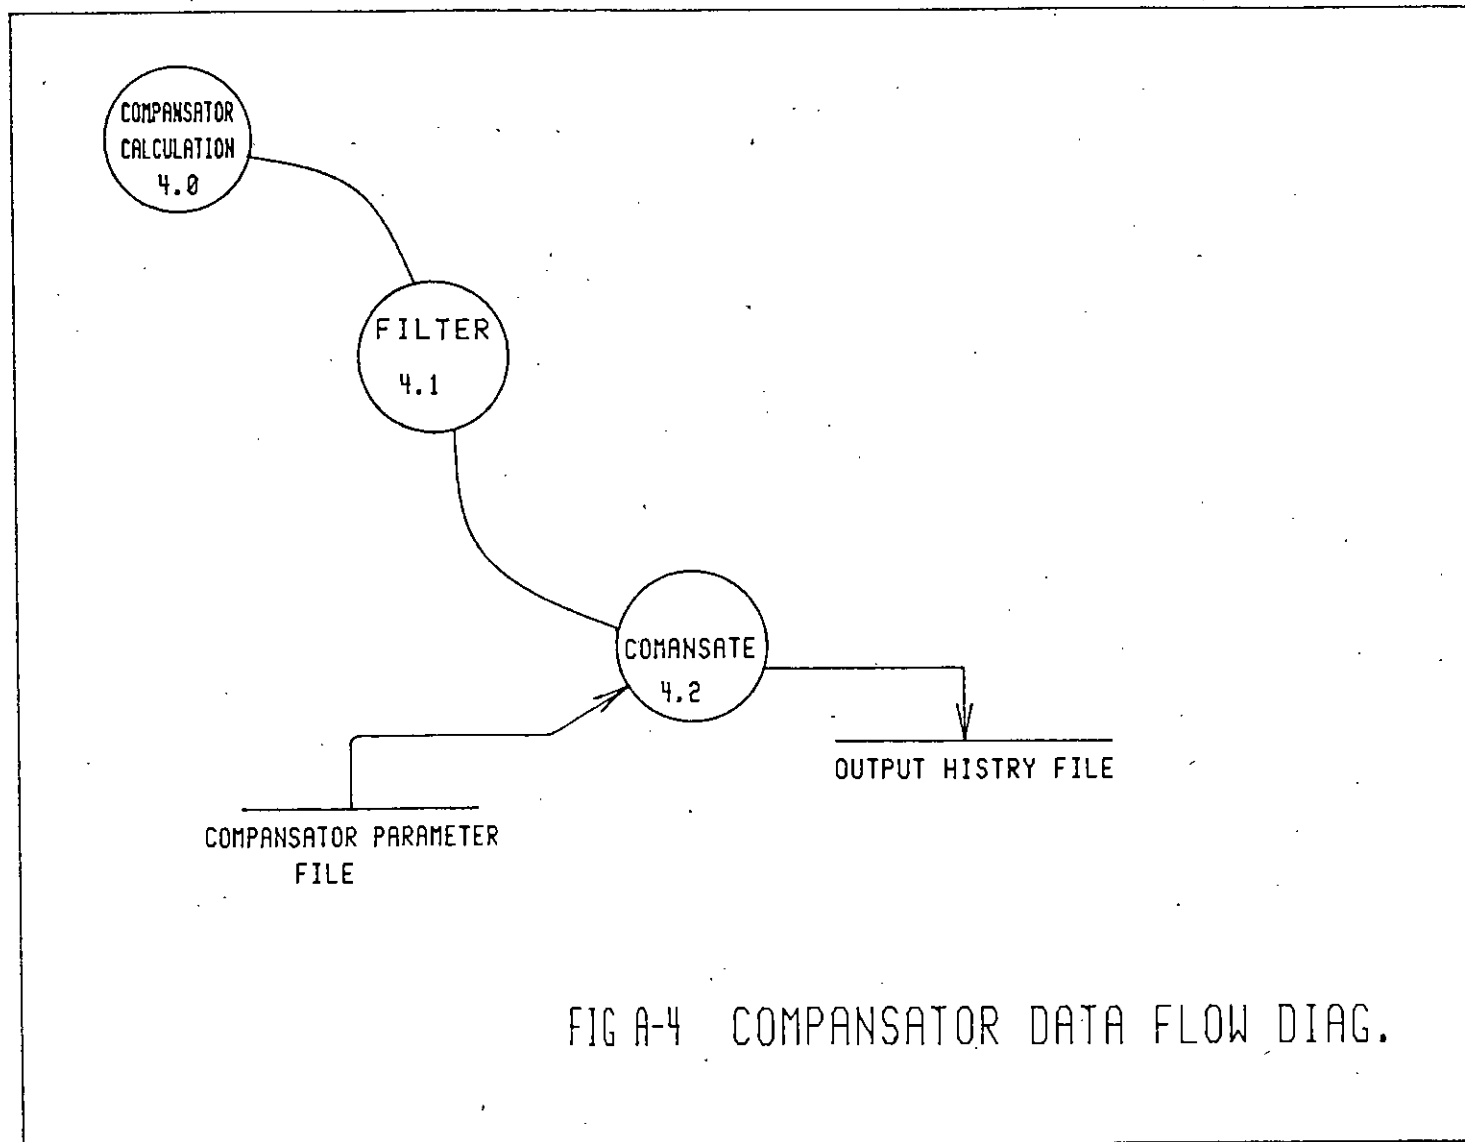 COMPANSATOR
CALCULATION
4.0
FILTER
4.1
COMANSATE
4.2
OUTPUT HISTRY FILE
COMPANSATOR PARAMETER
FILE
FIG A-4 COMPANSATOR DATA FLOW DIAG.